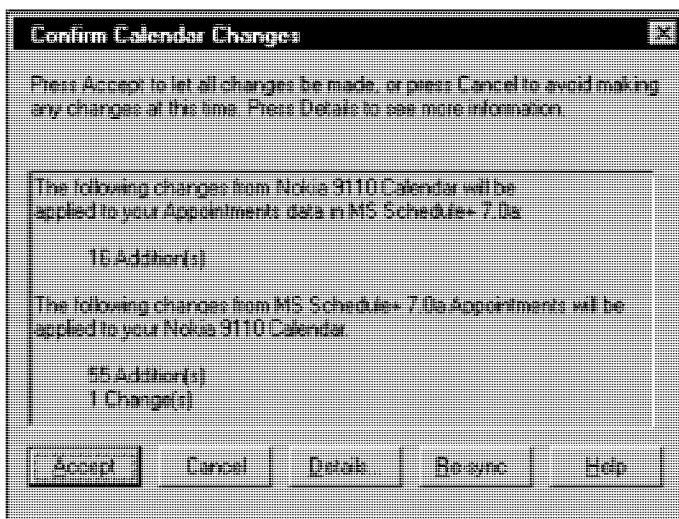 Confirm Calendar Changes
Press Accept to let all changes be made, or press Cancel to avoid making
any changes at this time. Press Details to see more information.
The following changes from Nokia 9110 Calendar will be
applied to your Appointments data in MS Schedule+ 7.0a:
16 Addition(s)
The following changes from MS Schedule+ 7.0a Appointments will be
applied to your Nokia 9110 Calendar:
55 Addition(s)
1 Change(s)
Accept Cancel Details... Re-sync Help